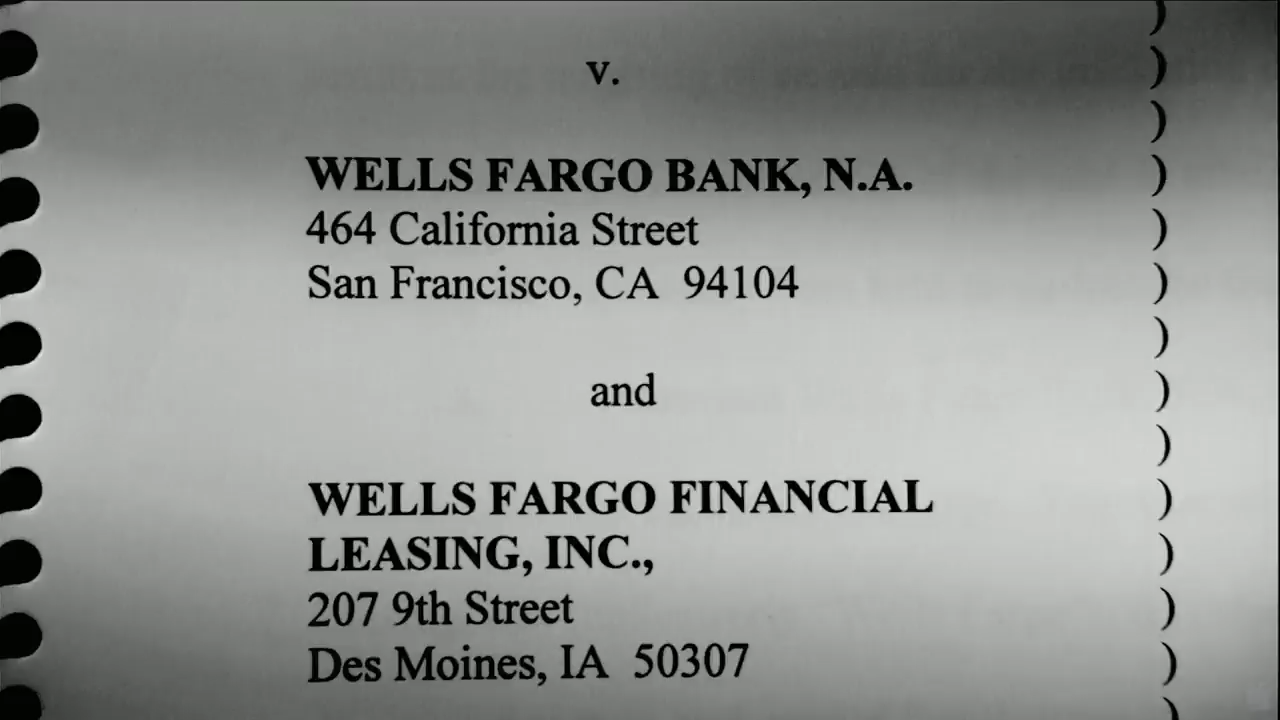 v.
WELLS FARGO BANK, N.A.
464 California Street
San Francisco, CA 94104
and
WELLS FARGO FINANCIAL
LEASING, INC.,
207 9th Street
Des Moines, IA 50307
)
)
)
)
)
)
)
)
)
)
)
)
)
)